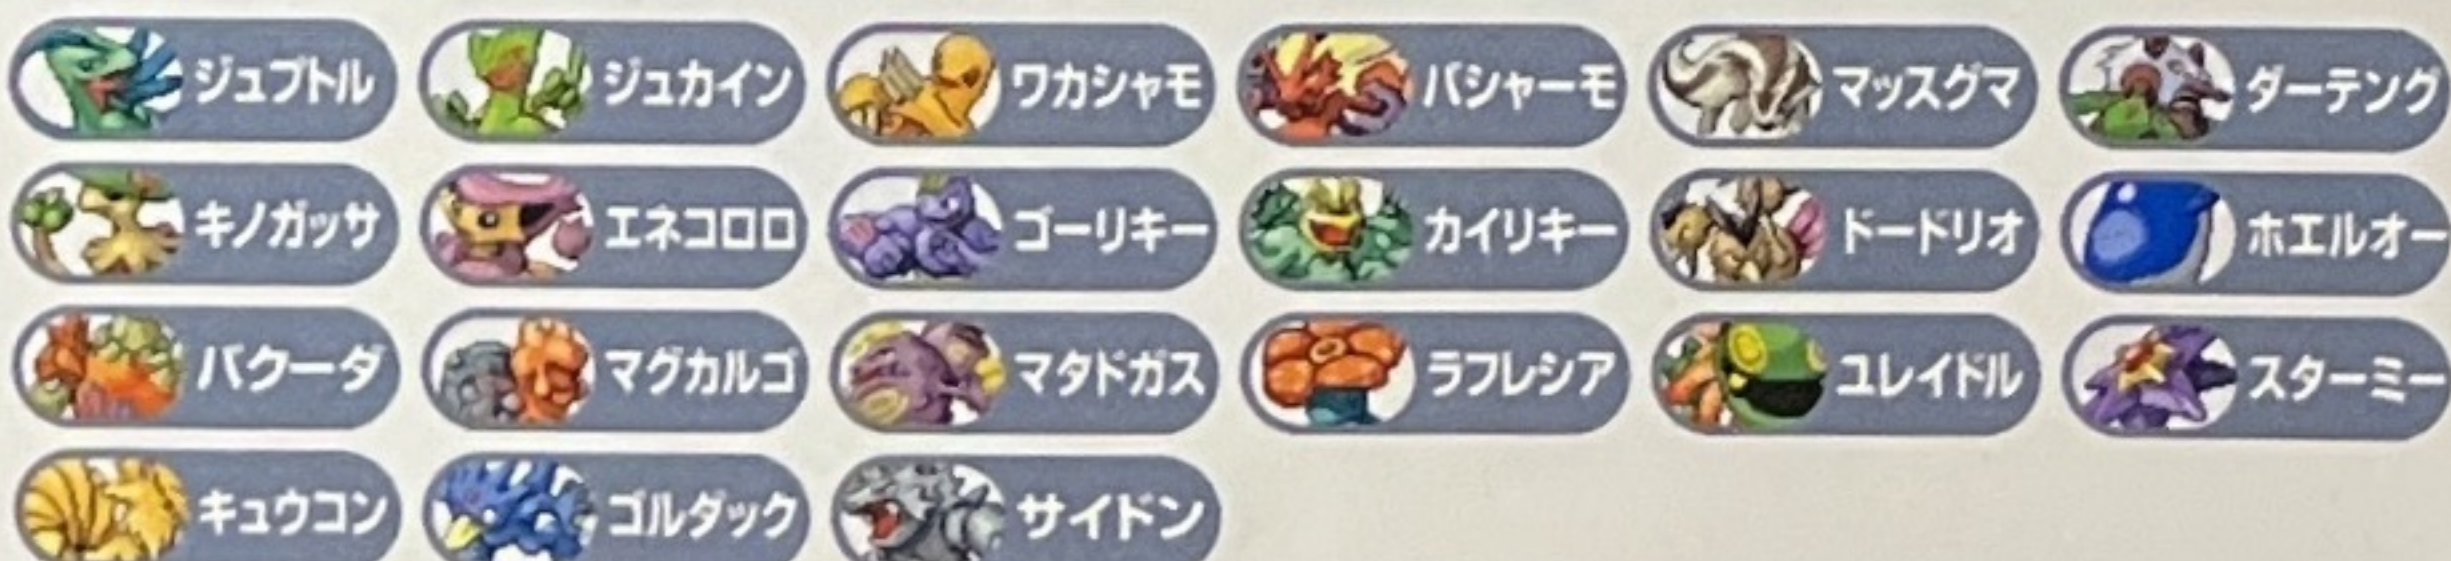 ジュプトル ジュカイン ワカシャモ バシャーモ マッスグマ ダーテング
キノガッサ エネコロロ ゴーリキー カイリキー ドードリオ ホエルオー
バクーダ マグカルゴ マタドガス ラフレシア ユレイドル スターミー
キュウコン ゴルダック サイドン